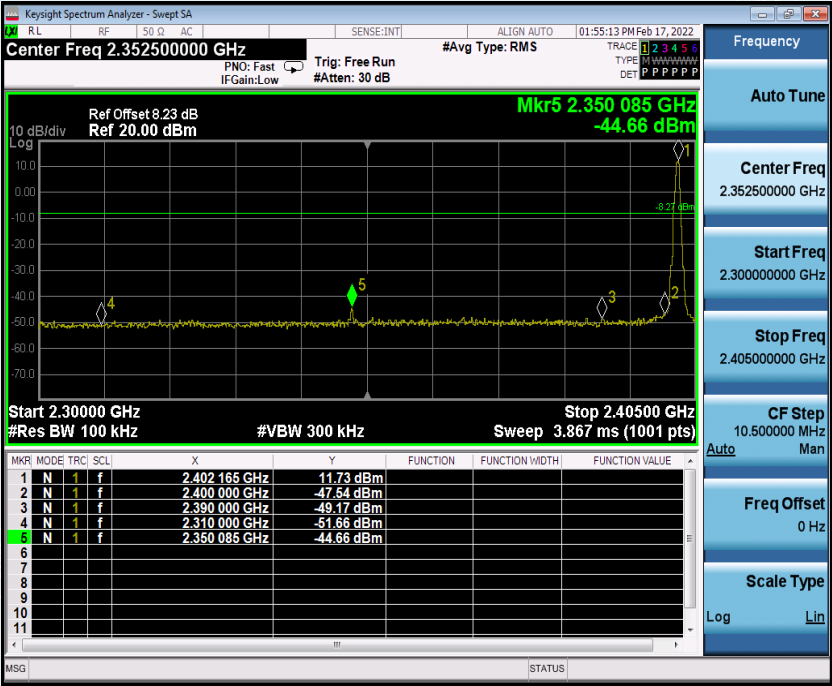 Keysight Spectrum Analyzer - Swept SA
RL RF 50 Ω AC SENSE:INT ALIGN AUTO 01:55:13 PM Feb 17, 2022
Center Freq 2.352500000 GHz #Avg Type: RMS TRACE 1 2 3 4 5 6
PNO: Fast Trig: Free Run TYPE M W W W W W
IFGain:Low #Atten: 30 dB DET P P P P P P
Mkr5 2.350 085 GHz
-44.66 dBm
Ref Offset 8.23 dB
10 dB/div Ref 20.00 dBm
Log
10.0
0.00
-10.0
-20.0
-30.0
-40.0
-50.0
-60.0
-70.0
-8.27 dBm
1
2
3
4
5
Start 2.30000 GHz Stop 2.40500 GHz
#Res BW 100 kHz #VBW 300 kHz Sweep 3.867 ms (1001 pts)
MKR MODE TRC SCL X Y FUNCTION FUNCTION WIDTH FUNCTION VALUE
1 N 1 f 2.402 165 GHz 11.73 dBm
2 N 1 f 2.400 000 GHz -47.54 dBm
3 N 1 f 2.390 000 GHz -49.17 dBm
4 N 1 f 2.310 000 GHz -51.66 dBm
5 N 1 f 2.350 085 GHz -44.66 dBm
6
7
8
9
10
11
MSG STATUS
Frequency
Auto Tune
Center Freq
2.352500000 GHz
Start Freq
2.300000000 GHz
Stop Freq
2.405000000 GHz
CF Step
10.500000 MHz
Auto Man
Freq Offset
0 Hz
Scale Type
Log Lin